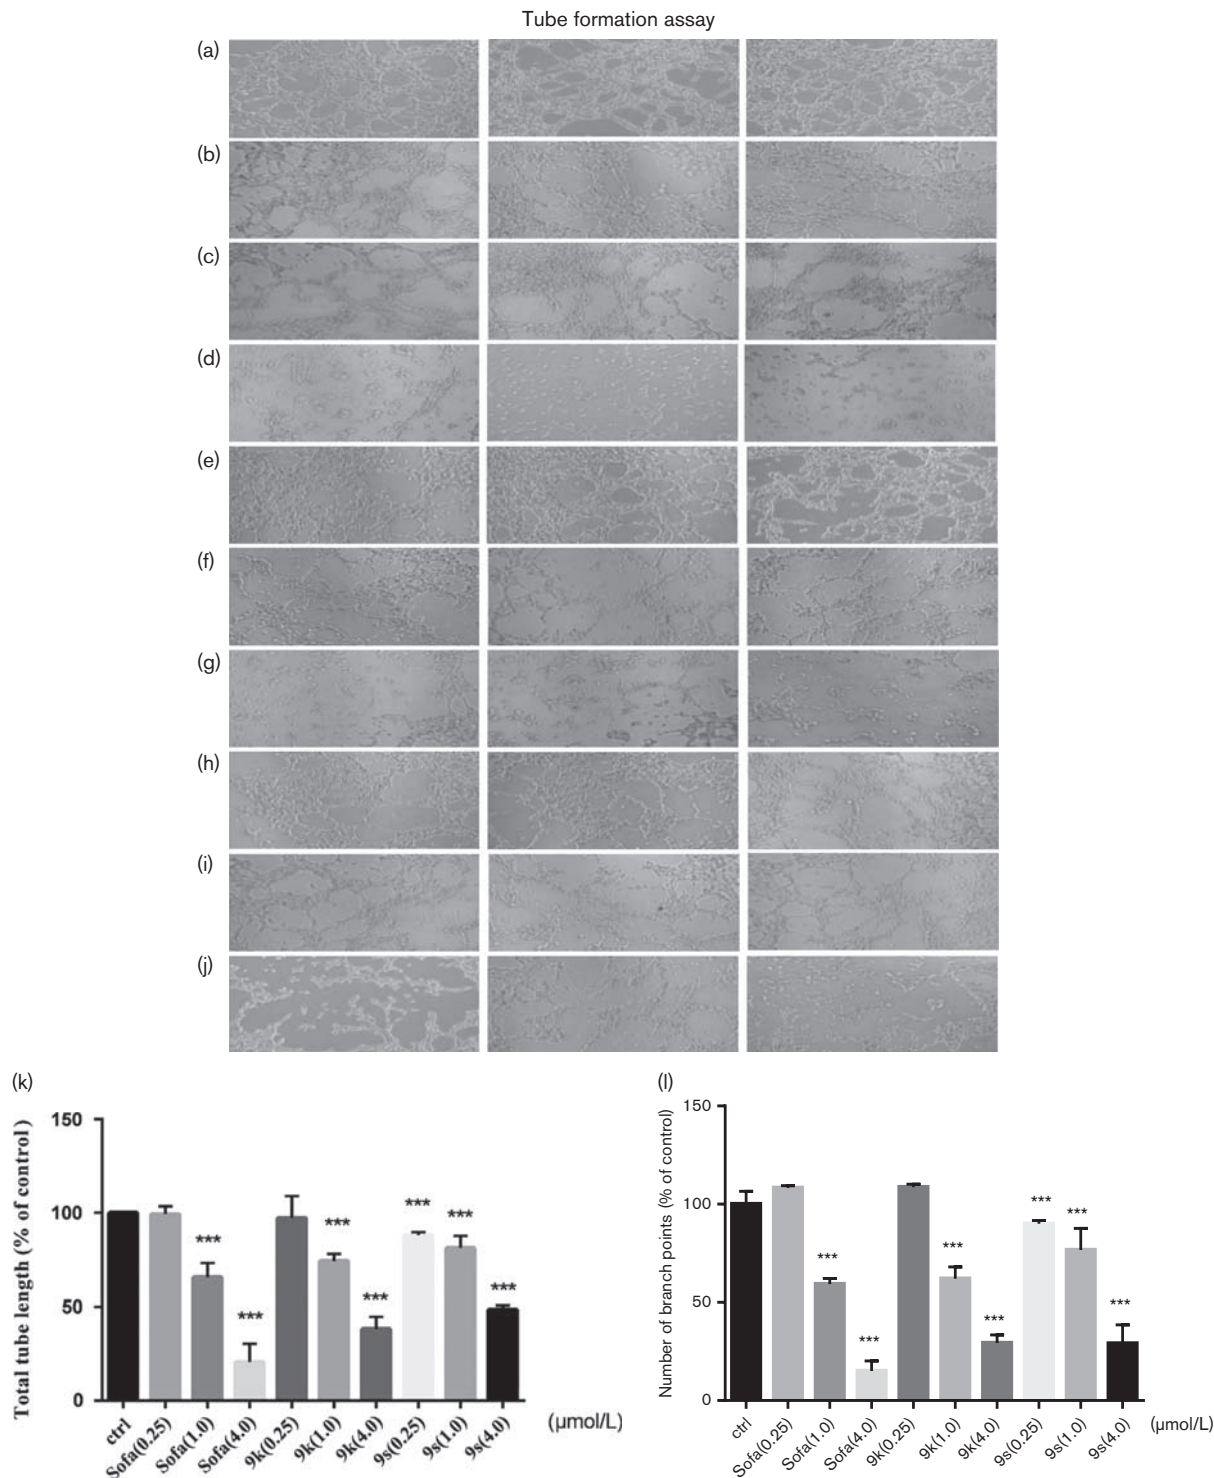 Tube formation assay
(a)
(b)
(c)
(d)
(e)
(f)
(g)
(h)
(i)
(j)
(k)
Total tube length (% of control)
150
100
50
0
***
***
***
***
***
***
***
ctrl
Sofa(0.25)
Sofa(1.0)
Sofa(4.0)
9k(0.25)
9k(1.0)
9k(4.0)
9s(0.25)
9s(1.0)
9s(4.0)
(µmol/L)
(l)
Number of branch points (% of control)
150
100
50
0
***
***
***
***
***
***
***
ctrl
Sofa(0.25)
Sofa(1.0)
Sofa(4.0)
9k(0.25)
9k(1.0)
9k(4.0)
9s(0.25)
9s(1.0)
9s(4.0)
(µmol/L)